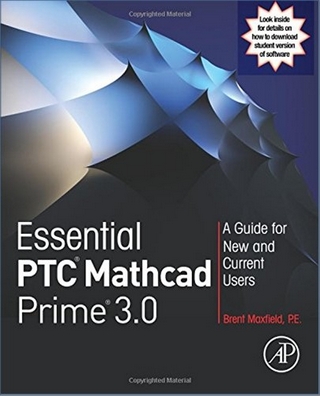 Copyrighted Material
Look inside
for details on
how to download
student version
of software
Essential
PTC® Mathcad
Prime® 3.0
A Guide for
New and
Current
Users
Brent Maxfield, P.E.
AP
Copyrighted Material